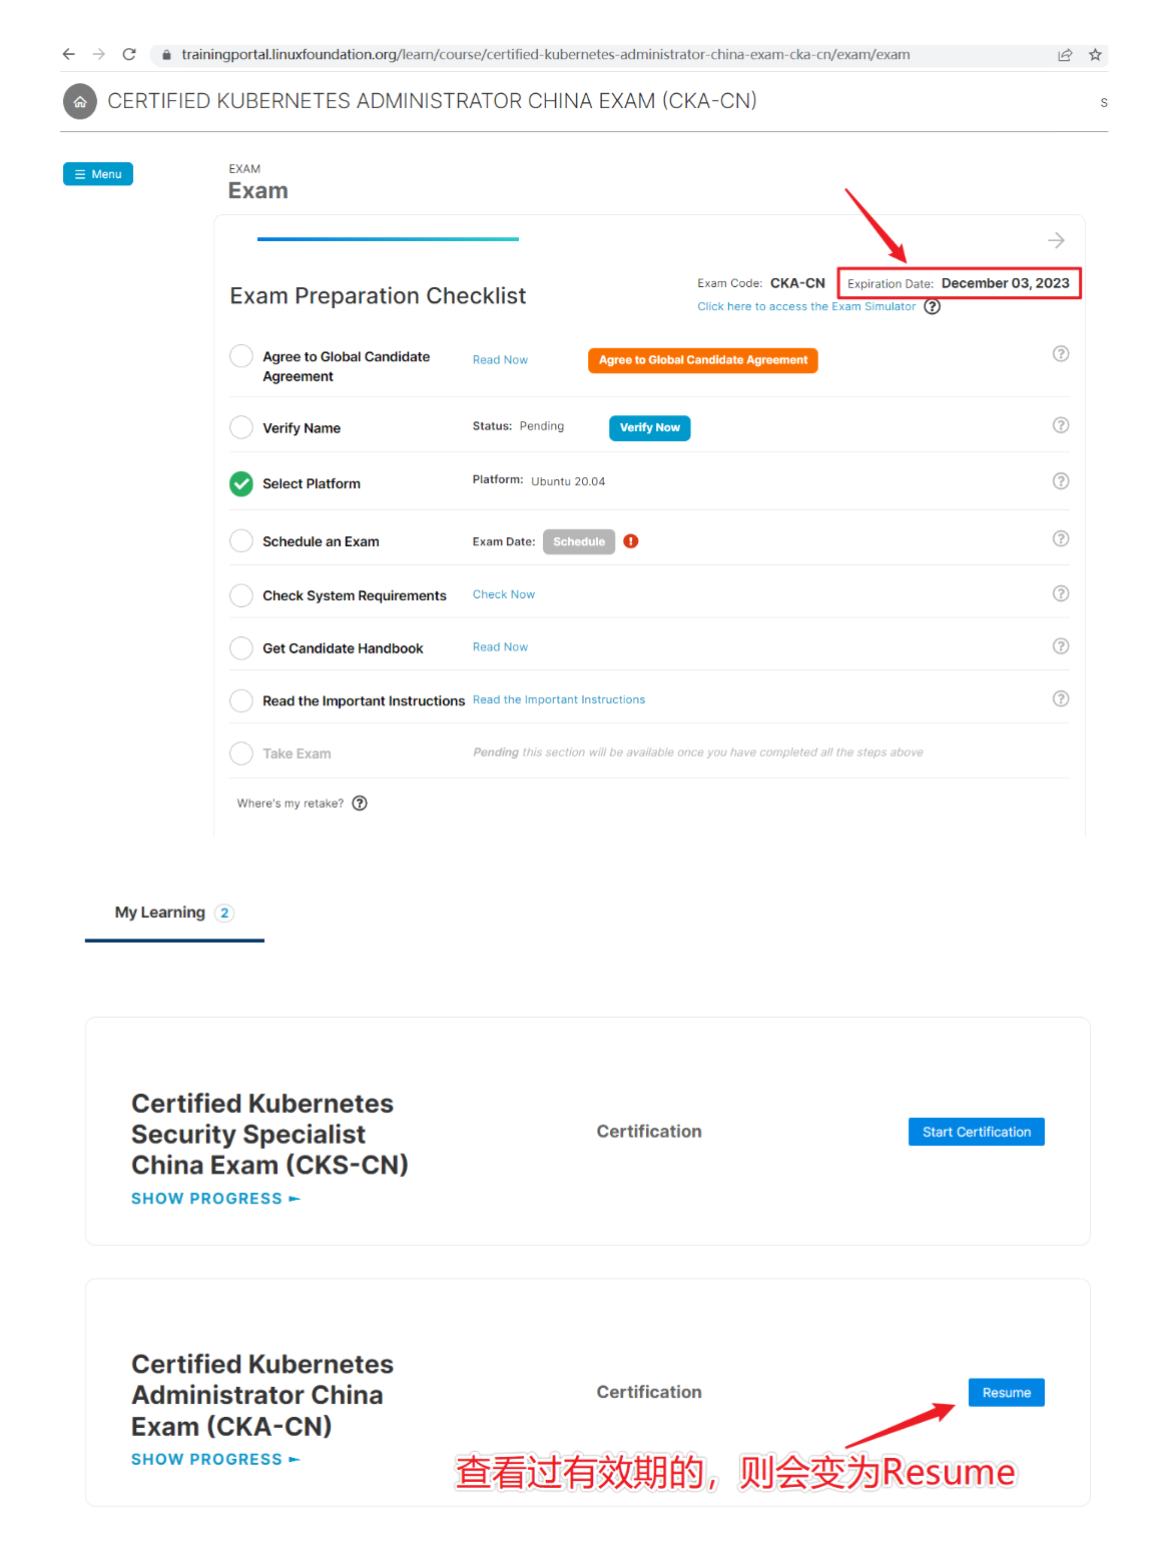 trainingportal.linuxfoundation.org/learn/course/certified-kubernetes-administrator-china-exam-cka-cn/exam/exam
CERTIFIED KUBERNETES ADMINISTRATOR CHINA EXAM (CKA-CN)
S
Menu
EXAM
Exam
Exam Preparation Checklist
Exam Code: CKA-CN Expiration Date: December 03, 2023
Click here to access the Exam Simulator ?
Agree to Global Candidate
Agreement
Read Now
Agree to Global Candidate Agreement
?
Verify Name
Status: Pending
Verify Now
?
Select Platform
Platform: Ubuntu 20.04
?
Schedule an Exam
Exam Date: Schedule !
?
Check System Requirements
Check Now
?
Get Candidate Handbook
Read Now
?
Read the Important Instructions
Read the Important Instructions
?
Take Exam
Pending this section will be available once you have completed all the steps above
Where's my retake? ?
My Learning 2
Certified Kubernetes
Security Specialist
China Exam (CKS-CN)
SHOW PROGRESS
Certification
Start Certification
Certified Kubernetes
Administrator China
Exam (CKA-CN)
SHOW PROGRESS
Certification
Resume
查看过有效期的，则会变为Resume